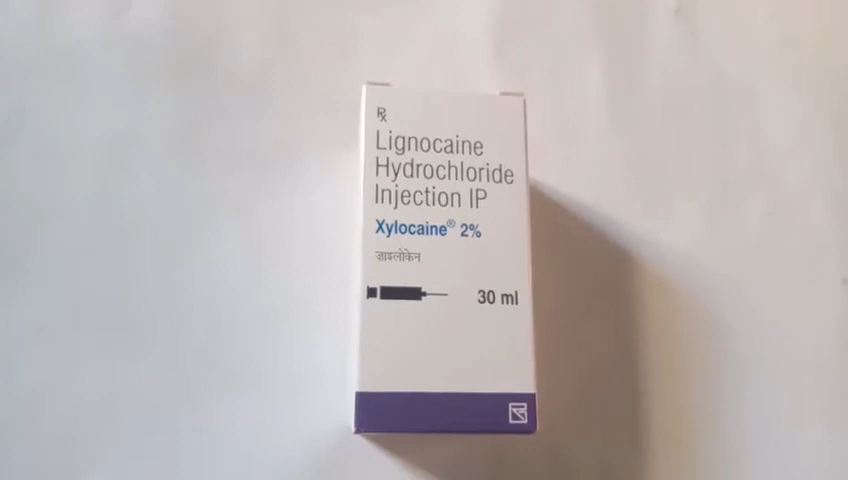 ℞
Lignocaine
Hydrochloride
Injection IP
Xylocaine® 2%
ज़ाइलोकेन
30 ml